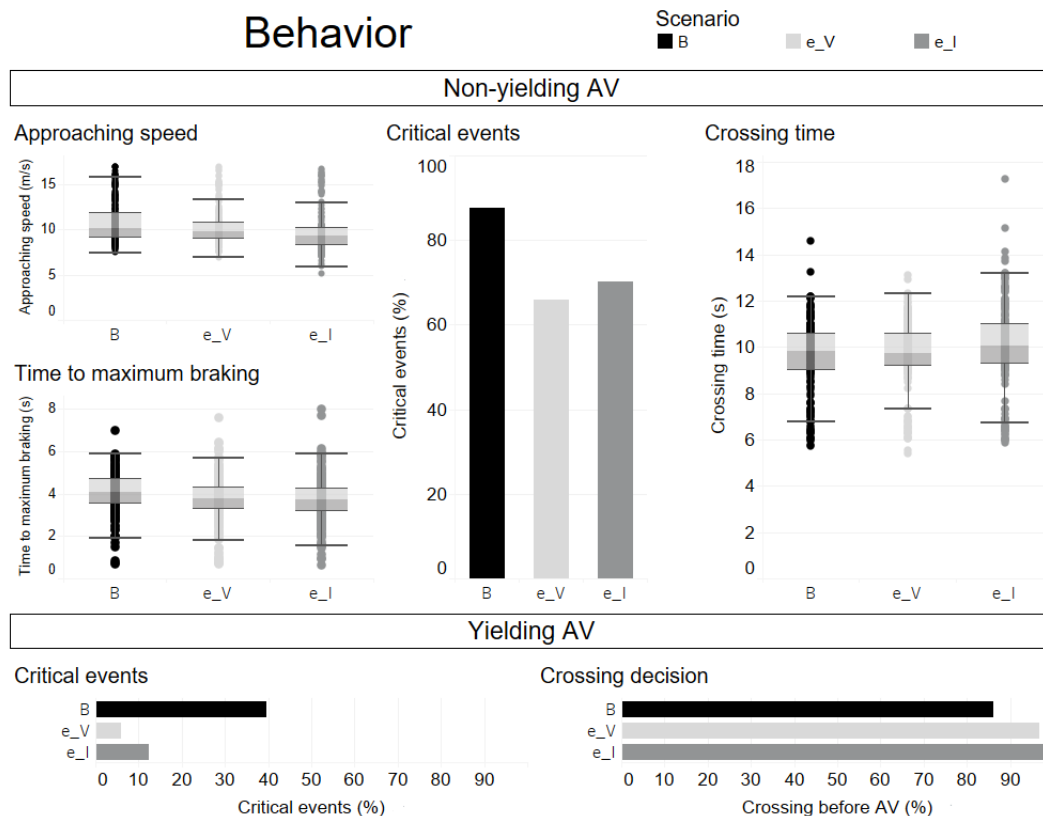 Behavior
Scenario
B e_V e_I
Non-yielding AV
Approaching speed
Approaching speed (m/s)
15
10
5
0
B e_V e_I
Time to maximum braking
Time to maximum braking (s)
8
6
4
2
0
B e_V e_I
Critical events
Critical events (%)
100
80
60
40
20
0
B e_V e_I
Crossing time
Crossing time (s)
18
16
14
12
10
8
6
4
2
0
B e_V e_I
Yielding AV
Critical events
B
e_V
e_I
0 10 20 30 40 50 60 70 80 90
Critical events (%)
Crossing decision
B
e_V
e_I
0 10 20 30 40 50 60 70 80 90
Crossing before AV (%)